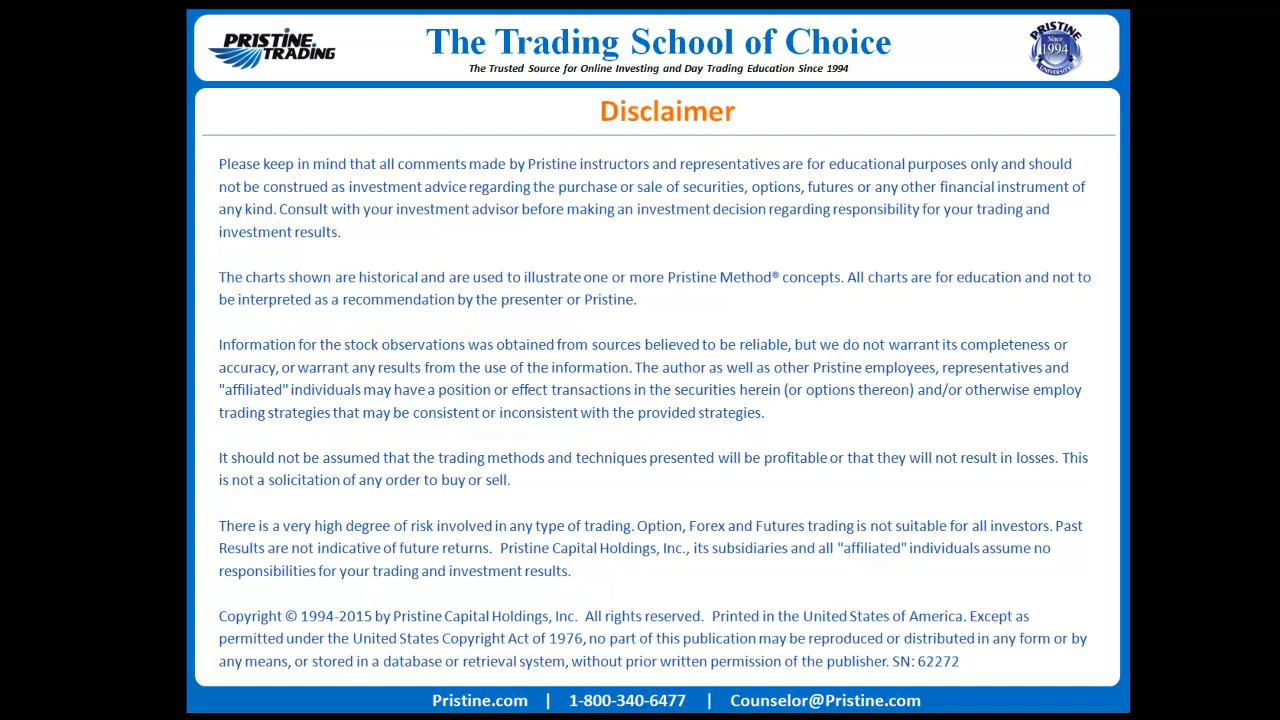 PRISTINE
TRADING
The Trading School of Choice
The Trusted Source for Online Investing and Day Trading Education Since 1994
PRISTINE
Since
1994
UNIVERSITY
Disclaimer
Please keep in mind that all comments made by Pristine instructors and representatives are for educational purposes only and should
not be construed as investment advice regarding the purchase or sale of securities, options, futures or any other financial instrument of
any kind. Consult with your investment advisor before making an investment decision regarding responsibility for your trading and
investment results.
The charts shown are historical and are used to illustrate one or more Pristine Method® concepts. All charts are for education and not to
be interpreted as a recommendation by the presenter or Pristine.
Information for the stock observations was obtained from sources believed to be reliable, but we do not warrant its completeness or
accuracy, or warrant any results from the use of the information. The author as well as other Pristine employees, representatives and
"affiliated" individuals may have a position or effect transactions in the securities herein (or options thereon) and/or otherwise employ
trading strategies that may be consistent or inconsistent with the provided strategies.
It should not be assumed that the trading methods and techniques presented will be profitable or that they will not result in losses. This
is not a solicitation of any order to buy or sell.
There is a very high degree of risk involved in any type of trading. Option, Forex and Futures trading is not suitable for all investors. Past
Results are not indicative of future returns.  Pristine Capital Holdings, Inc., its subsidiaries and all "affiliated" individuals assume no
responsibilities for your trading and investment results.
Copyright © 1994-2015 by Pristine Capital Holdings, Inc.  All rights reserved.  Printed in the United States of America. Except as
permitted under the United States Copyright Act of 1976, no part of this publication may be reproduced or distributed in any form or by
any means, or stored in a database or retrieval system, without prior written permission of the publisher. SN: 62272
Pristine.com | 1-800-340-6477 | Counselor@Pristine.com